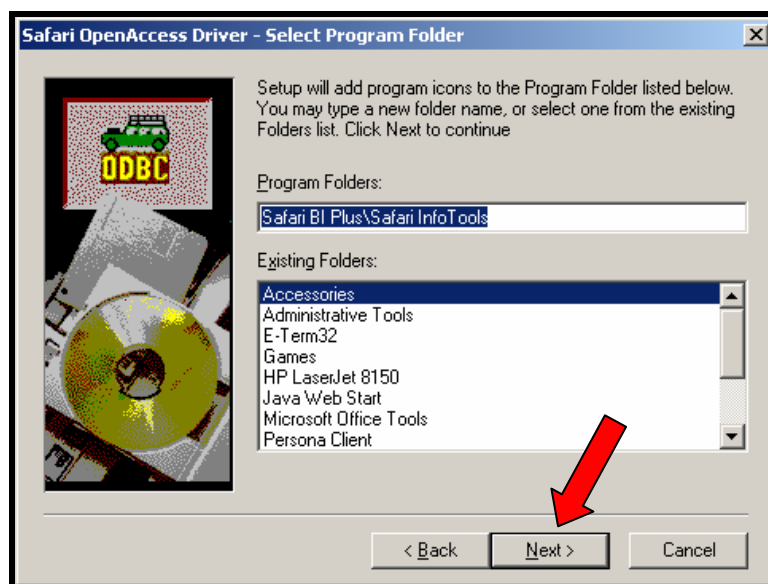 Safari OpenAccess Driver - Select Program Folder
ODBC
Setup will add program icons to the Program Folder listed below.
You may type a new folder name, or select one from the existing
Folders list. Click Next to continue
Program Folders:
Safari BI Plus\Safari InfoTools
Existing Folders:
Accessories
Administrative Tools
E-Term32
Games
HP LaserJet 8150
Java Web Start
Microsoft Office Tools
Persona Client
< Back Next > Cancel